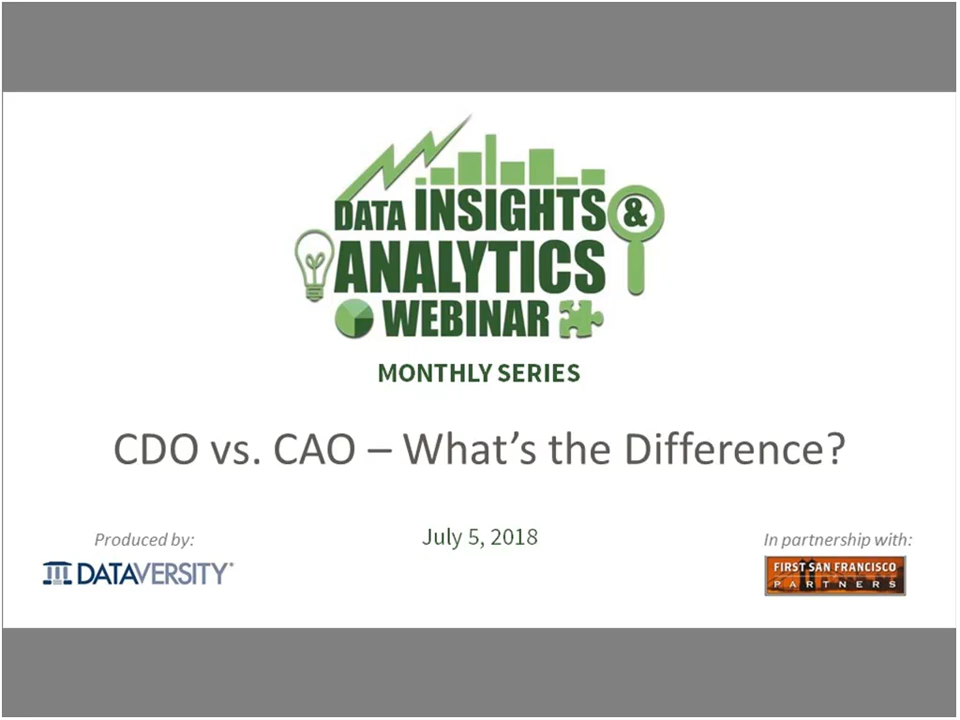 DATA INSIGHTS &
ANALYTICS
WEBINAR
MONTHLY SERIES
CDO vs. CAO – What's the Difference?
July 5, 2018
Produced by:
DATAVERSITY
In partnership with:
FIRST SAN FRANCISCO
PARTNERS